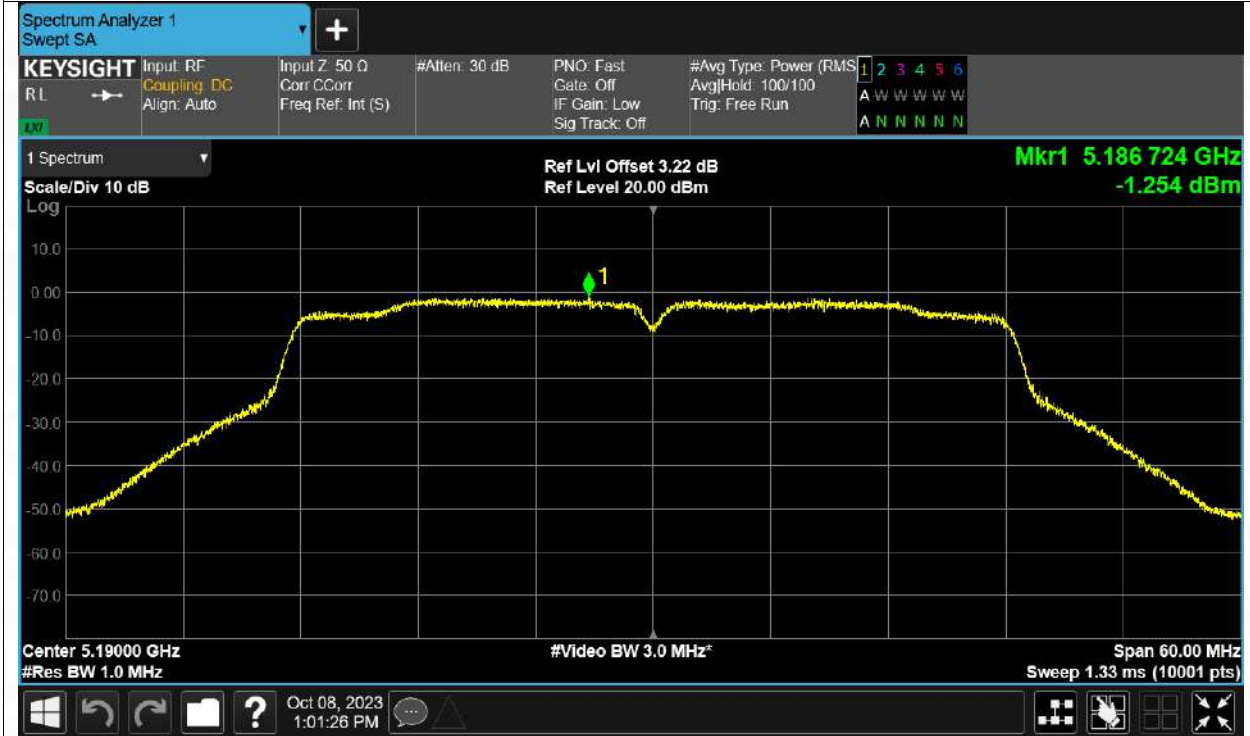 Spectrum Analyzer 1
Swept SA
+
KEYSIGHT
RL
LXI
Input: RF
Coupling: DC
Align: Auto
Input Z: 50 Ω
Corr CCorr
Freq Ref: Int (S)
#Atten: 30 dB
PNO: Fast
Gate: Off
IF Gain: Low
Sig Track: Off
#Avg Type: Power (RMS
Avg|Hold: 100/100
Trig: Free Run
1 2 3 4 5 6
A W W W W W
A N N N N N
1 Spectrum
Scale/Div 10 dB
Log
Ref Lvl Offset 3.22 dB
Ref Level 20.00 dBm
Mkr1 5.186 724 GHz
-1.254 dBm
10.0
0.00
-10.0
-20.0
-30.0
-40.0
-50.0
-60.0
-70.0
1
Center 5.19000 GHz
#Res BW 1.0 MHz
#Video BW 3.0 MHz*
Span 60.00 MHz
Sweep 1.33 ms (10001 pts)
?
Oct 08, 2023
1:01:26 PM